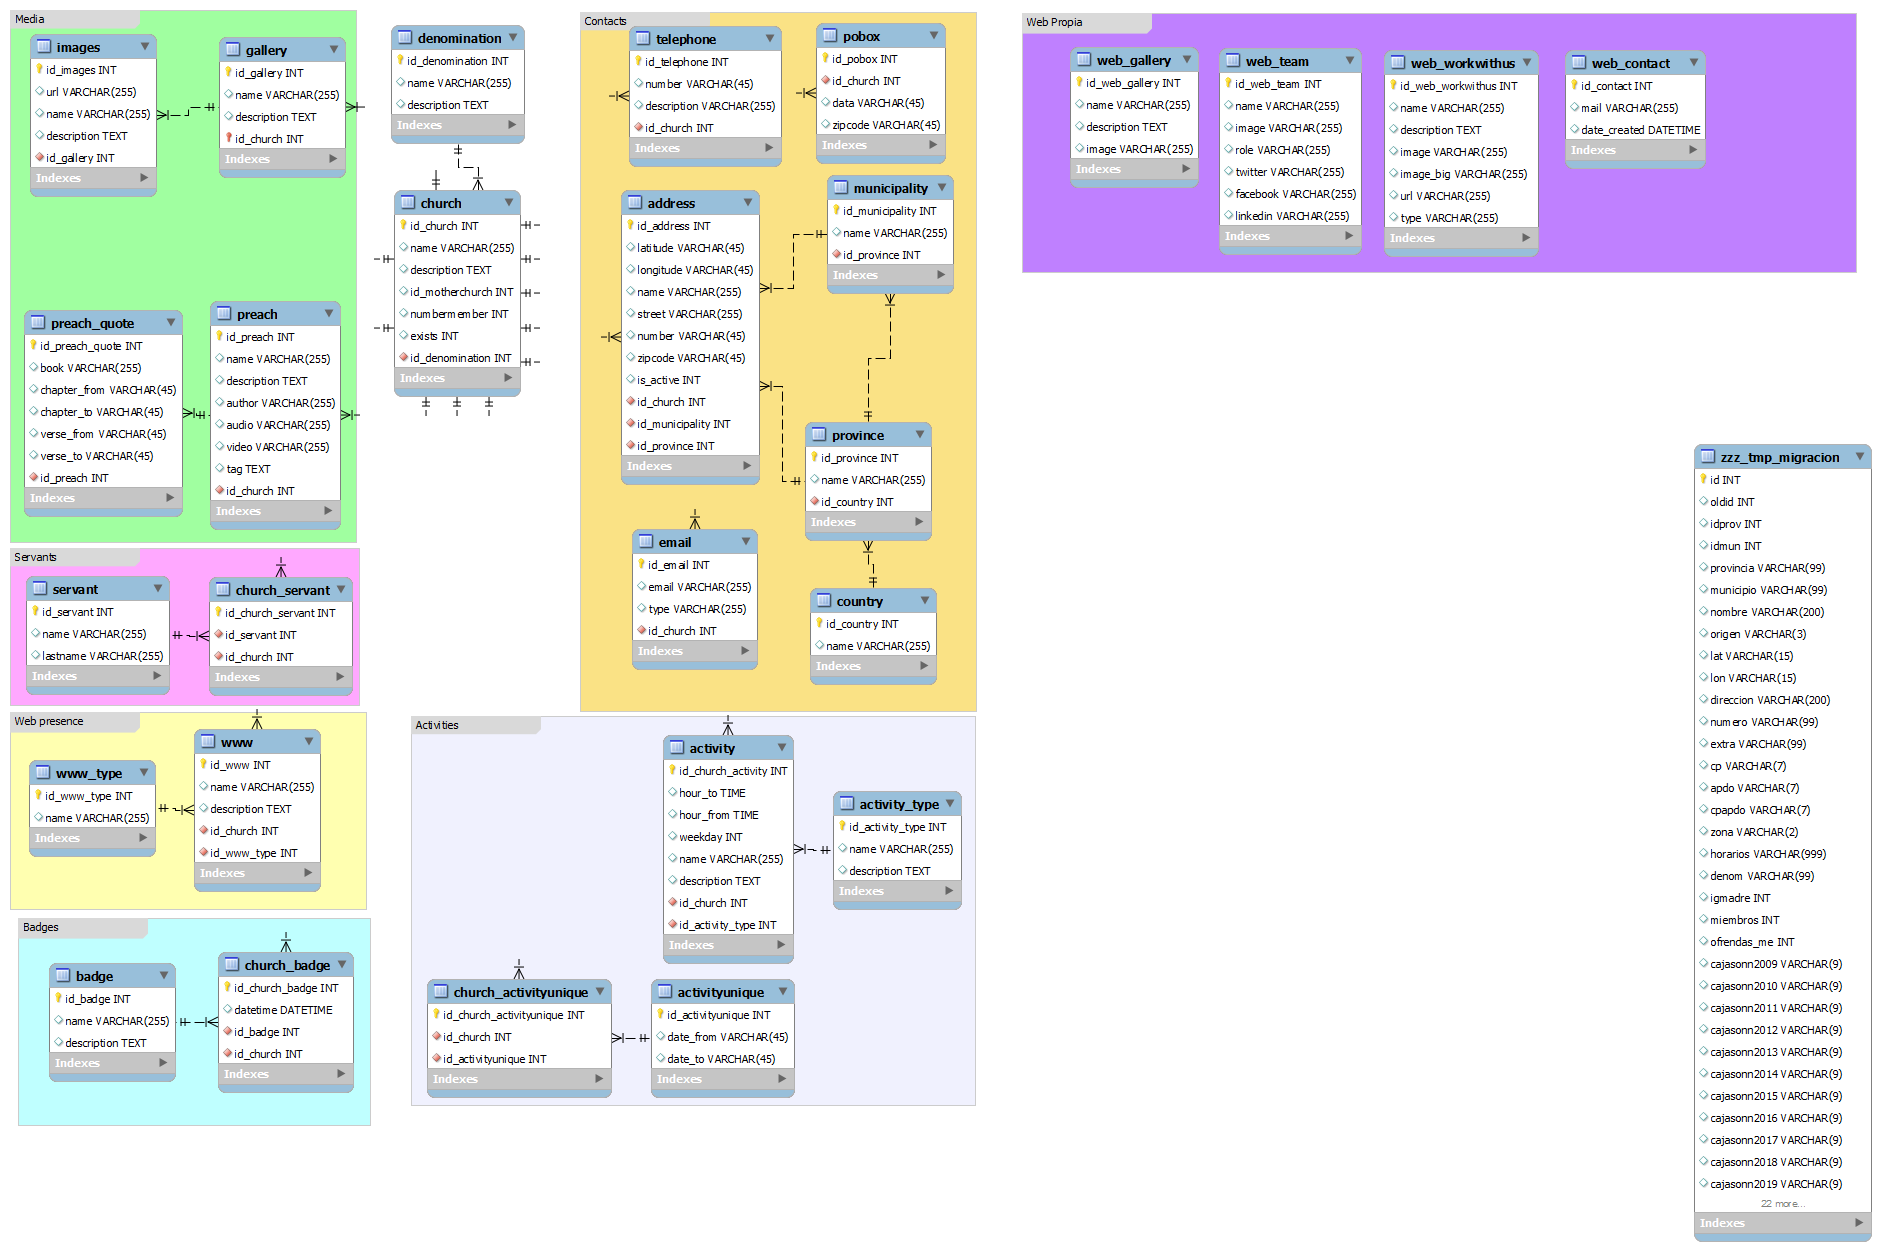 Media
images
id_images INT
url VARCHAR(255)
name VARCHAR(255)
description TEXT
id_gallery INT
Indexes
gallery
id_gallery INT
name VARCHAR(255)
description TEXT
id_church INT
Indexes
preach_quote
id_preach_quote INT
book VARCHAR(255)
chapter_from VARCHAR(45)
chapter_to VARCHAR(45)
verse_from VARCHAR(45)
verse_to VARCHAR(45)
id_preach INT
Indexes
preach
id_preach INT
name VARCHAR(255)
description TEXT
author VARCHAR(255)
audio VARCHAR(255)
video VARCHAR(255)
tag TEXT
id_church INT
Indexes
denomination
id_denomination INT
name VARCHAR(255)
description TEXT
Indexes
church
id_church INT
name VARCHAR(255)
description TEXT
id_motherchurch INT
numbermember INT
exists INT
id_denomination INT
Indexes
Contacts
telephone
id_telephone INT
number VARCHAR(45)
description VARCHAR(255)
id_church INT
Indexes
pobox
id_pobox INT
id_church INT
data VARCHAR(45)
zipcode VARCHAR(45)
Indexes
address
id_address INT
latitude VARCHAR(45)
longitude VARCHAR(45)
name VARCHAR(255)
street VARCHAR(255)
number VARCHAR(45)
zipcode VARCHAR(45)
is_active INT
id_church INT
id_municipality INT
id_province INT
Indexes
municipality
id_municipality INT
name VARCHAR(255)
id_province INT
Indexes
province
id_province INT
name VARCHAR(255)
id_country INT
Indexes
email
id_email INT
email VARCHAR(255)
type VARCHAR(255)
id_church INT
Indexes
country
id_country INT
name VARCHAR(255)
Indexes
Web Propia
web_gallery
id_web_gallery INT
name VARCHAR(255)
description TEXT
image VARCHAR(255)
Indexes
web_team
id_web_team INT
name VARCHAR(255)
image VARCHAR(255)
role VARCHAR(255)
twitter VARCHAR(255)
facebook VARCHAR(255)
linkedin VARCHAR(255)
Indexes
web_workwithus
id_web_workwithus INT
name VARCHAR(255)
description TEXT
image VARCHAR(255)
image_big VARCHAR(255)
url VARCHAR(255)
type VARCHAR(255)
Indexes
web_contact
id_contact INT
mail VARCHAR(255)
date_created DATETIME
Indexes
Servants
servant
id_servant INT
name VARCHAR(255)
lastname VARCHAR(255)
Indexes
church_servant
id_church_servant INT
id_servant INT
id_church INT
Indexes
Web presence
www_type
id_www_type INT
name VARCHAR(255)
Indexes
www
id_www INT
name VARCHAR(255)
description TEXT
id_church INT
id_www_type INT
Indexes
Badges
badge
id_badge INT
name VARCHAR(255)
description TEXT
Indexes
church_badge
id_church_badge INT
datetime DATETIME
id_badge INT
id_church INT
Indexes
Activities
activity
id_church_activity INT
hour_to TIME
hour_from TIME
weekday INT
name VARCHAR(255)
description TEXT
id_church INT
id_activity_type INT
Indexes
activity_type
id_activity_type INT
name VARCHAR(255)
description TEXT
Indexes
church_activityunique
id_church_activityunique INT
id_church INT
id_activityunique INT
Indexes
activityunique
id_activityunique INT
date_from VARCHAR(45)
date_to VARCHAR(45)
Indexes
zzz_tmp_migracion
id INT
oldid INT
idprov INT
idmun INT
provincia VARCHAR(99)
municipio VARCHAR(99)
nombre VARCHAR(200)
origen VARCHAR(3)
lat VARCHAR(15)
lon VARCHAR(15)
direccion VARCHAR(200)
numero VARCHAR(99)
extra VARCHAR(99)
cp VARCHAR(7)
apdo VARCHAR(7)
cpapdo VARCHAR(7)
zona VARCHAR(2)
horarios VARCHAR(999)
denom VARCHAR(99)
igmadre INT
miembros INT
ofrendas_me INT
cajasonn2009 VARCHAR(9)
cajasonn2010 VARCHAR(9)
cajasonn2011 VARCHAR(9)
cajasonn2012 VARCHAR(9)
cajasonn2013 VARCHAR(9)
cajasonn2014 VARCHAR(9)
cajasonn2015 VARCHAR(9)
cajasonn2016 VARCHAR(9)
cajasonn2017 VARCHAR(9)
cajasonn2018 VARCHAR(9)
cajasonn2019 VARCHAR(9)
22 more...
Indexes